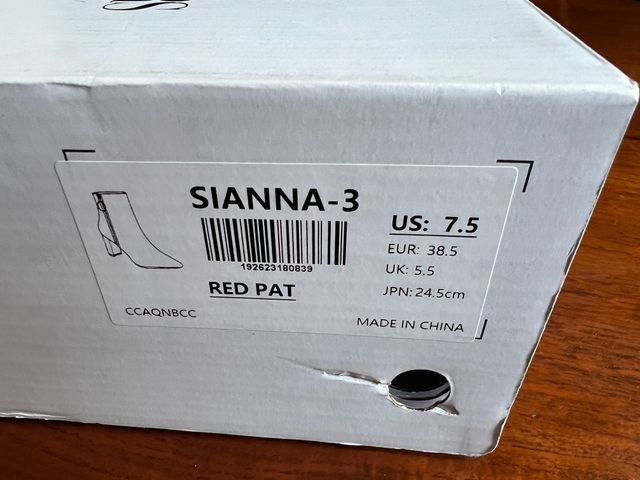 SIANNA-3
192623180839
RED PAT
CCAQNBCC
US: 7.5
EUR: 38.5
UK: 5.5
JPN: 24.5cm
MADE IN CHINA